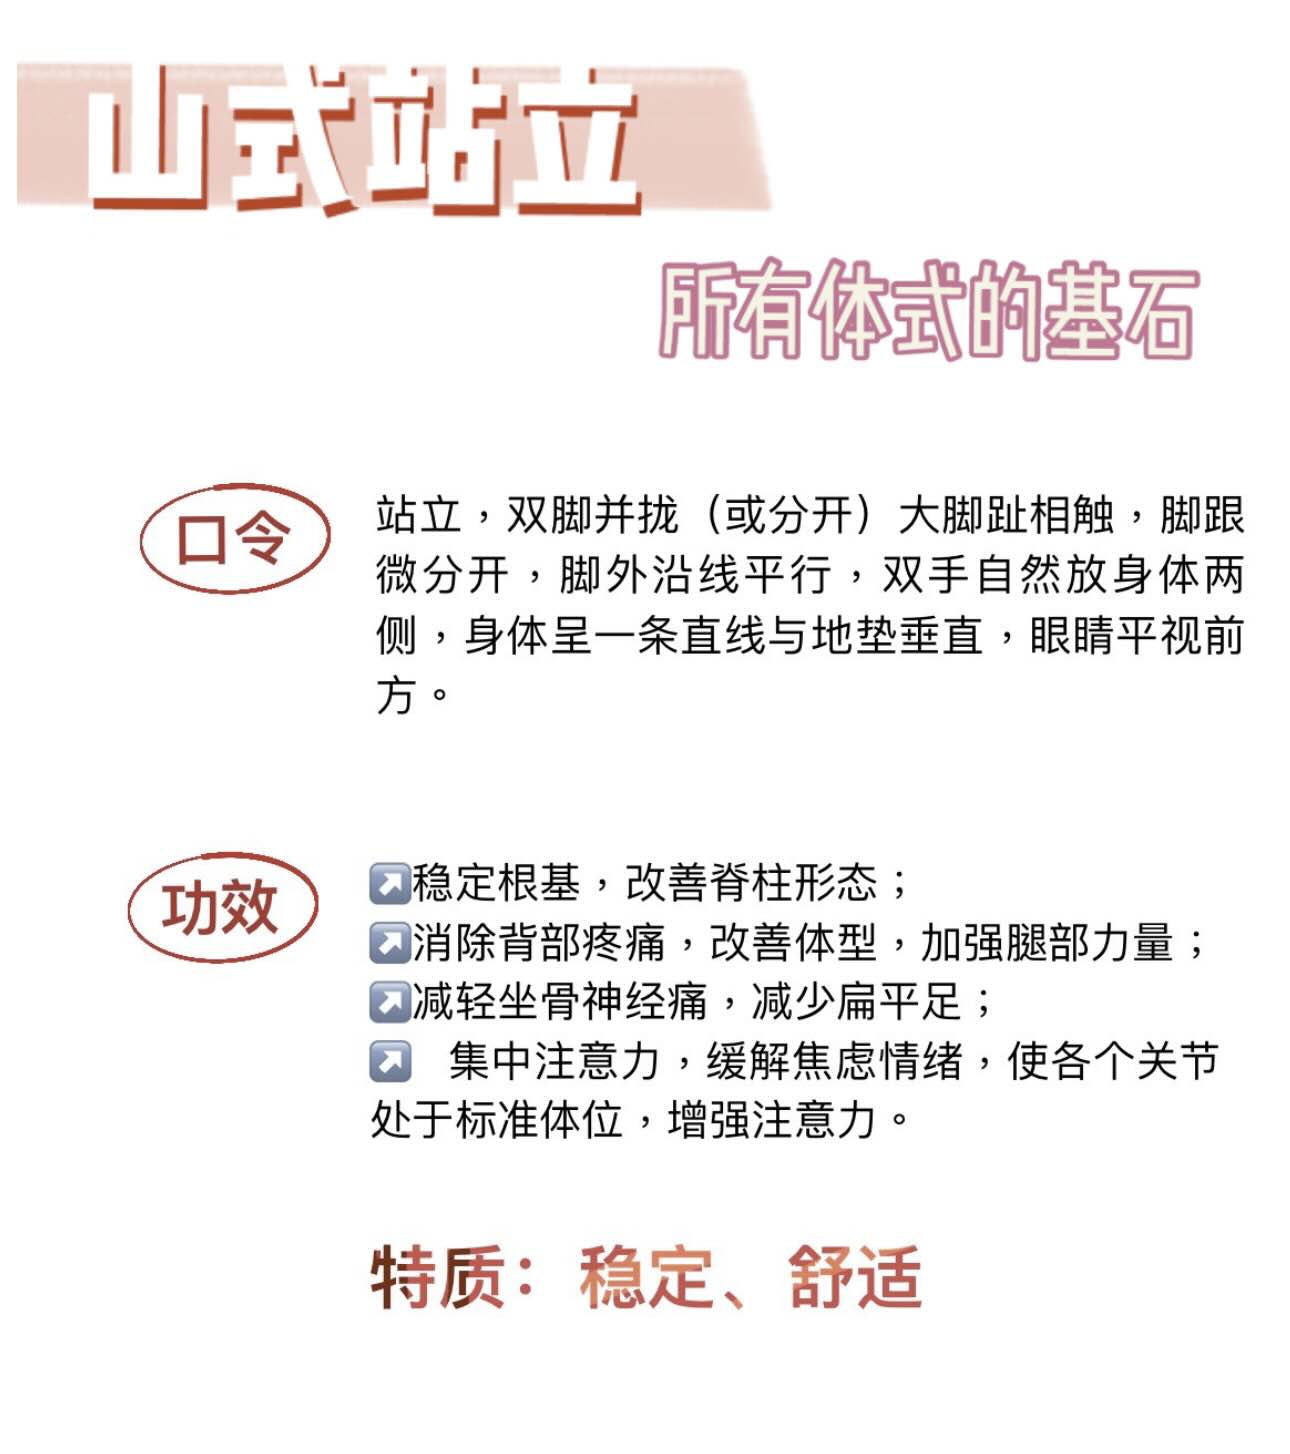 山式站立
所有体式的基石
口令
站立，双脚并拢（或分开）大脚趾相触，脚跟
微分开，脚外沿线平行，双手自然放身体两
侧，身体呈一条直线与地垫垂直，眼睛平视前
方。
功效
↗️稳定根基，改善脊柱形态；
↗️消除背部疼痛，改善体型，加强腿部力量；
↗️减轻坐骨神经痛，减少扁平足；
↗️ 集中注意力，缓解焦虑情绪，使各个关节
处于标准体位，增强注意力。
特质：稳定、舒适